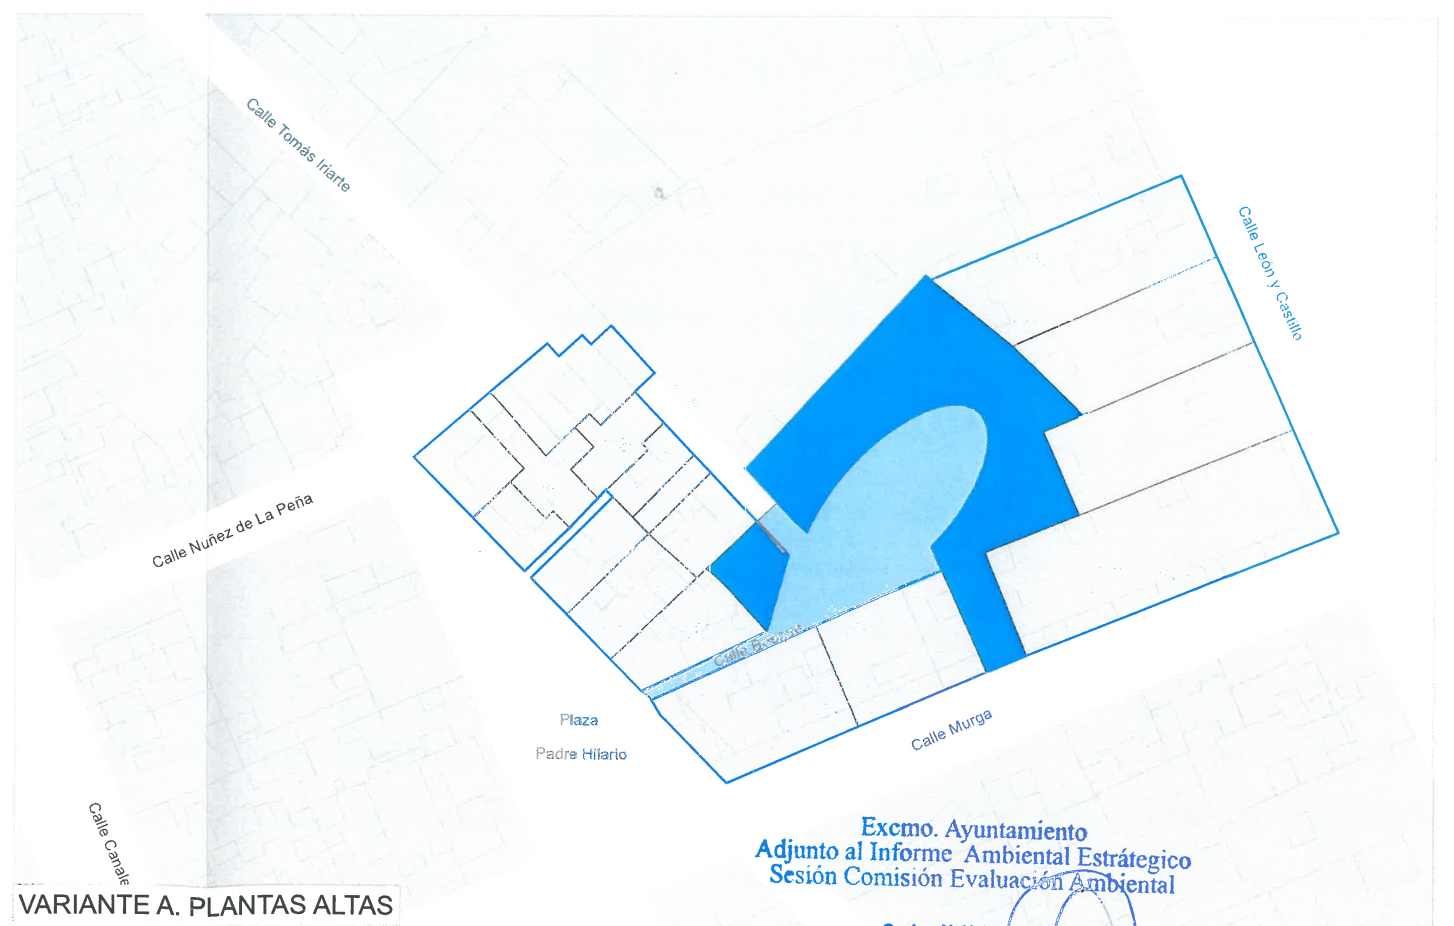 Calle Tomás Iriarte
Calle León y Castillo
Calle Nuñez de La Peña
Calle
Plaza
Padre Hilario
Calle Murga
Calle Canale
Excmo. Ayuntamiento
Adjunto al Informe Ambiental Estrátegico
Sesión Comisión Evaluación Ambiental
VARIANTE A. PLANTAS ALTAS